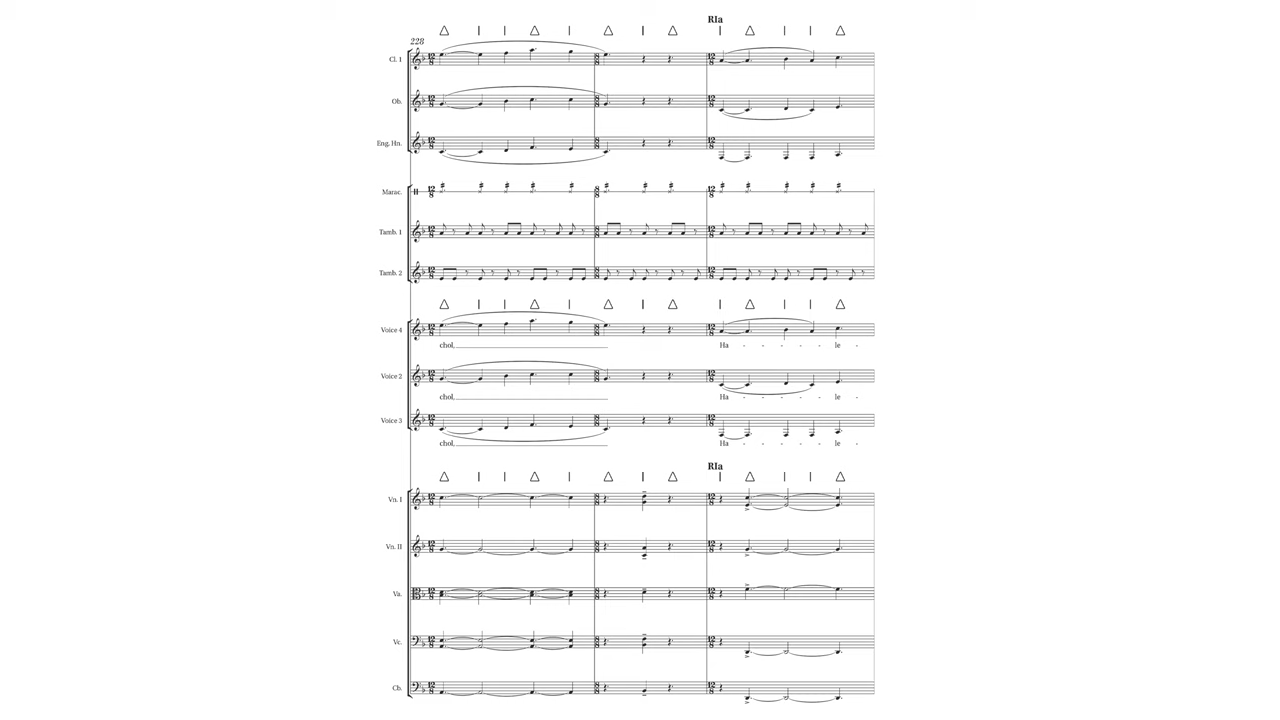 RIa
228
Cl. 1
Ob.
Eng. Hn.
Marac.
Tamb. 1
Tamb. 2
Voice 4
chol, Ha - - - - le -
Voice 2
chol, Ha - - - - le -
Voice 3
chol, Ha - - - - le -
RIa
Vn. I
Vn. II
Va.
Vc.
Cb.